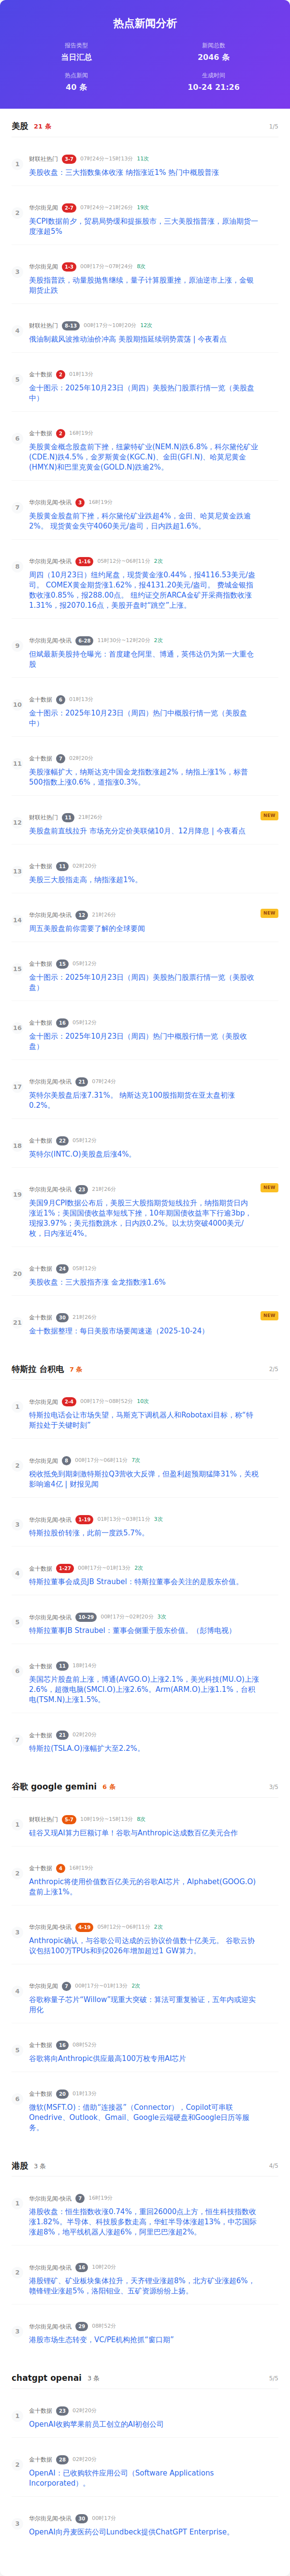 热点新闻分析
报告类型
新闻总数
当日汇总
2046 条
热点新闻
生成时间
40 条
10-24 21:26
美股 21 条 1/5
1
财联社热门 3-7 07时24分~15时13分 11次
美股收盘：三大指数集体收涨 纳指涨近1% 热门中概股普涨
2
华尔街见闻 2-7 07时24分~21时26分 19次
美CPI数据前夕，贸易局势缓和提振股市，三大美股指普涨，原油期货一
度涨超5%
3
华尔街见闻 1-3 00时17分~07时24分 8次
美股指普跌，动量股抛售继续，量子计算股重挫，原油逆市上涨，金银
期货止跌
4
财联社热门 8-13 00时17分~10时20分 12次
俄油制裁风波推动油价冲高 美股期指延续弱势震荡 | 今夜看点
5
金十数据 2 01时13分
金十图示：2025年10月23日（周四）美股热门股票行情一览（美股盘
中）
6
金十数据 2 16时19分
美股黄金概念股盘前下挫，纽蒙特矿业(NEM.N)跌6.8%，科尔黛伦矿业
(CDE.N)跌4.5%，金罗斯黄金(KGC.N)、金田(GFI.N)、哈莫尼黄金
(HMY.N)和巴里克黄金(GOLD.N)跌逾2%。
7
华尔街见闻-快讯 3 16时19分
美股黄金股盘前下挫，科尔黛伦矿业跌超4%，金田、哈莫尼黄金跌逾
2%。 现货黄金失守4060美元/盎司，日内跌超1.6%。
8
华尔街见闻-快讯 1-16 05时12分~06时11分 2次
周四（10月23日）纽约尾盘，现货黄金涨0.44%，报4116.53美元/盎
司。 COMEX黄金期货涨1.62%，报4131.20美元/盎司。 费城金银指
数收涨0.85%，报288.00点。 纽约证交所ARCA金矿开采商指数收涨
1.31%，报2070.16点，美股开盘时“跳空”上涨。
9
华尔街见闻-快讯 6-28 11时30分~12时20分 2次
但斌最新美股持仓曝光：首度建仓阿里、博通，英伟达仍为第一大重仓
股
10
金十数据 6 01时13分
金十图示：2025年10月23日（周四）热门中概股行情一览（美股盘
中）
11
金十数据 7 02时20分
美股涨幅扩大，纳斯达克中国金龙指数涨超2%，纳指上涨1%，标普
500指数上涨0.6%，道指涨0.3%。
12
财联社热门 11 21时26分 NEW
美股盘前直线拉升 市场充分定价美联储10月、12月降息 | 今夜看点
13
金十数据 11 02时20分
美股三大股指走高，纳指涨超1%。
14
华尔街见闻-快讯 12 21时26分 NEW
周五美股盘前你需要了解的全球要闻
15
金十数据 15 05时12分
金十图示：2025年10月23日（周四）美股热门股票行情一览（美股收
盘）
16
金十数据 16 05时12分
金十图示：2025年10月23日（周四）热门中概股行情一览（美股收
盘）
17
华尔街见闻-快讯 21 07时24分
英特尔美股盘后涨7.31%。 纳斯达克100股指期货在亚太盘初涨
0.2%。
18
金十数据 22 05时12分
英特尔(INTC.O)美股盘后涨4%。
19
华尔街见闻-快讯 23 21时26分 NEW
美国9月CPI数据公布后，美股三大股指期货短线拉升，纳指期货日内
涨近1%；美国国债收益率短线下挫，10年期国债收益率下行逾3bp，
现报3.97%；美元指数跳水，日内跌0.2%。以太坊突破4000美元/
枚，日内涨近4%。
20
金十数据 24 05时12分
美股收盘：三大股指齐涨 金龙指数涨1.6%
21
金十数据 30 21时26分 NEW
金十数据整理：每日美股市场要闻速递（2025-10-24）
特斯拉 台积电 7 条 2/5
1
华尔街见闻 2-4 00时17分~08时52分 10次
特斯拉电话会让市场失望，马斯克下调机器人和Robotaxi目标，称“特
斯拉处于关键时刻”
2
华尔街见闻 8 00时17分~06时11分 7次
税收抵免到期刺激特斯拉Q3营收大反弹，但盈利超预期猛降31%，关税
影响逾4亿 | 财报见闻
3
华尔街见闻-快讯 1-19 01时13分~03时11分 3次
特斯拉股价转涨，此前一度跌5.7%。
4
金十数据 1-27 00时17分~01时13分 2次
特斯拉董事会成员JB Straubel：特斯拉董事会关注的是股东价值。
5
华尔街见闻-快讯 10-29 00时17分~02时20分 3次
特斯拉董事JB Straubel：董事会侧重于股东价值。（彭博电视）
6
金十数据 11 18时14分
美国芯片股盘前上涨，博通(AVGO.O)上涨2.1%，美光科技(MU.O)上涨
2.6%，超微电脑(SMCI.O)上涨2.6%、Arm(ARM.O)上涨1.1%，台积
电(TSM.N)上涨1.5%。
7
金十数据 21 02时20分
特斯拉(TSLA.O)涨幅扩大至2.2%。
谷歌 google gemini 6 条 3/5
1
财联社热门 5-7 10时19分~15时13分 8次
硅谷又现AI算力巨额订单！谷歌与Anthropic达成数百亿美元合作
2
金十数据 4 16时19分
Anthropic将使用价值数百亿美元的谷歌AI芯片，Alphabet(GOOG.O)
盘前上涨1%。
3
华尔街见闻-快讯 4-19 05时12分~06时11分 2次
Anthropic确认，与谷歌公司达成的云协议价值数十亿美元。 谷歌云协
议包括100万TPUs和到2026年增加超过1 GW算力。
4
华尔街见闻 7 00时17分~01时13分 2次
谷歌称量子芯片“Willow”现重大突破：算法可重复验证，五年内或迎实
用化
5
金十数据 16 08时52分
谷歌将向Anthropic供应最高100万枚专用AI芯片
6
金十数据 20 01时13分
微软(MSFT.O)：借助“连接器”（Connector），Copilot可串联
Onedrive、Outlook、Gmail、Google云端硬盘和Google日历等服
务。
港股 3 条 4/5
1
华尔街见闻-快讯 7 16时19分
港股收盘：恒生指数收涨0.74%，重回26000点上方，恒生科技指数收
涨1.82%。半导体、科技股多数走高，华虹半导体涨超13%，中芯国际
涨超8%，地平线机器人涨超6%，阿里巴巴涨超2%。
2
华尔街见闻-快讯 16 10时20分
港股锂矿、矿业板块集体拉升，天齐锂业涨超8%，北方矿业涨超6%，
赣锋锂业涨超5%，洛阳钼业、五矿资源纷纷上扬。
3
华尔街见闻-快讯 29 08时52分
港股市场生态转变，VC/PE机构抢抓“窗口期”
chatgpt openai 3 条 5/5
1
金十数据 23 02时20分
OpenAI收购苹果前员工创立的AI初创公司
2
金十数据 28 02时20分
OpenAI：已收购软件应用公司（Software Applications
Incorporated）。
3
华尔街见闻-快讯 30 00时17分
OpenAI向丹麦医药公司Lundbeck提供ChatGPT Enterprise。